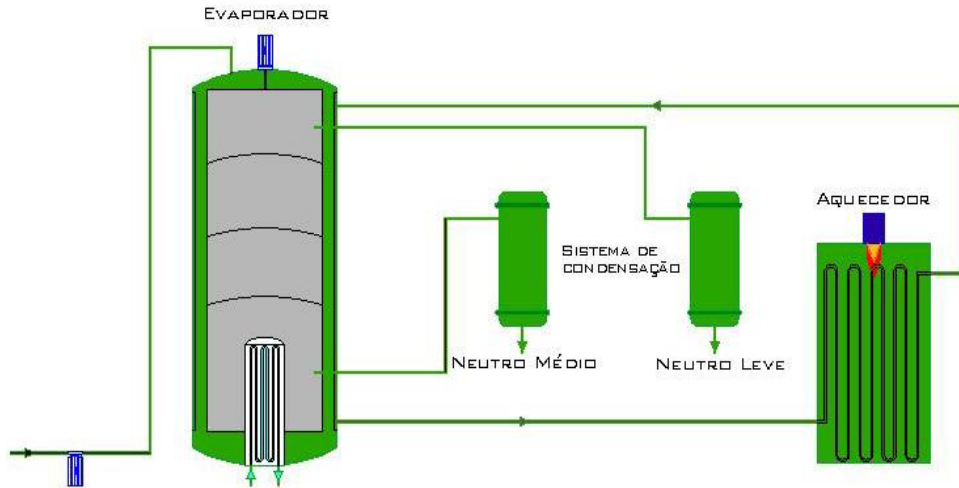 Evaporador
Aquecedor
Sistema de
condensação
Neutro Médio
Neutro Leve